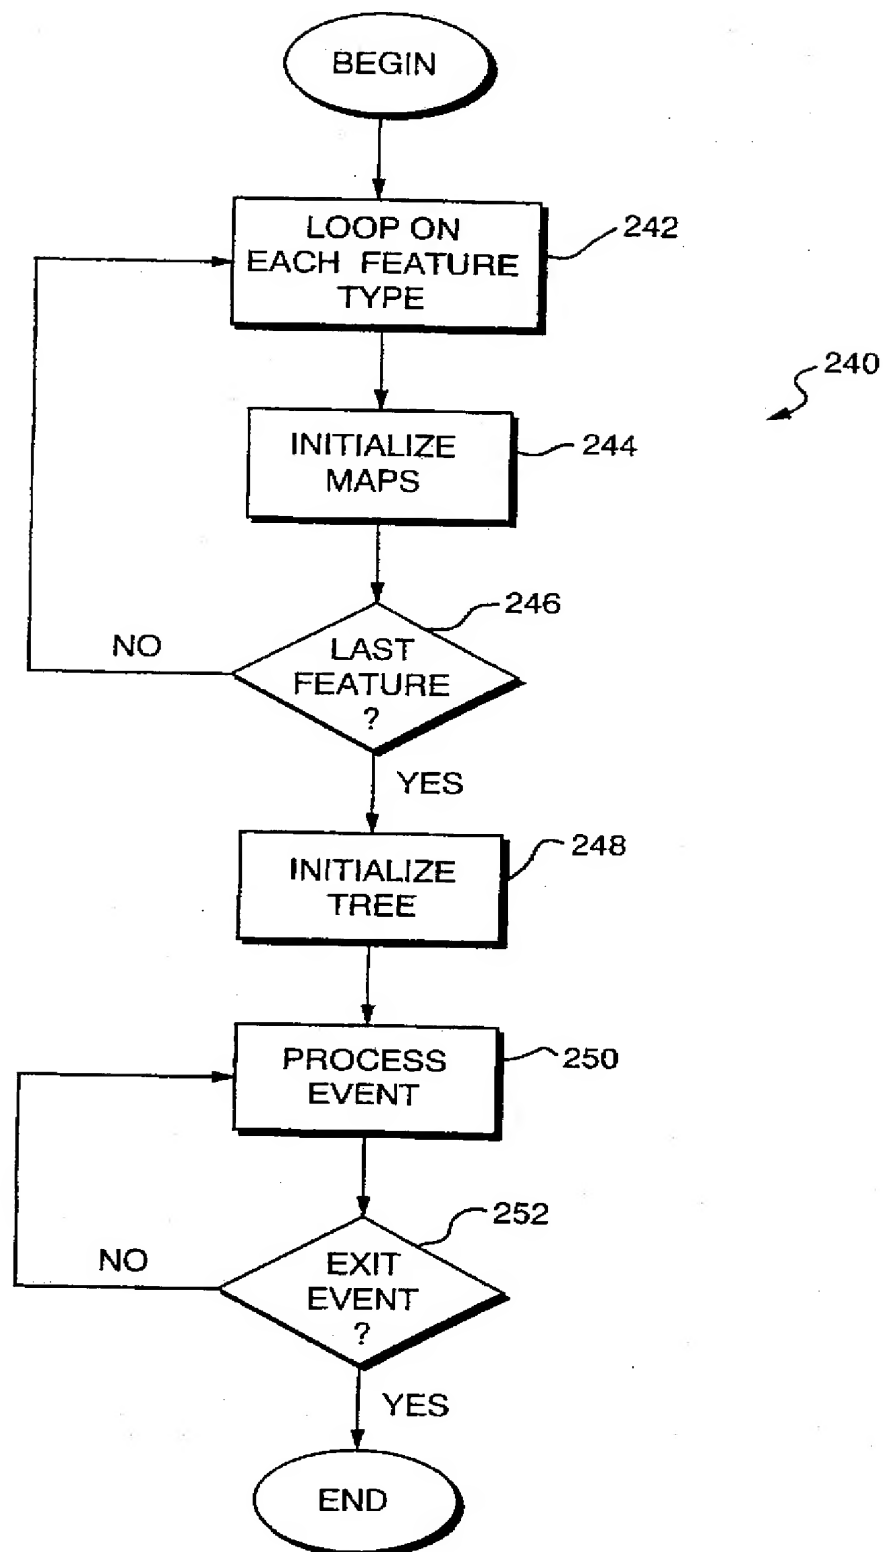 BEGIN
LOOP ON
EACH FEATURE
TYPE
242
240
INITIALIZE
MAPS
244
246
LAST
FEATURE
?
NO
YES
INITIALIZE
TREE
248
PROCESS
EVENT
250
252
EXIT
EVENT
?
NO
YES
END